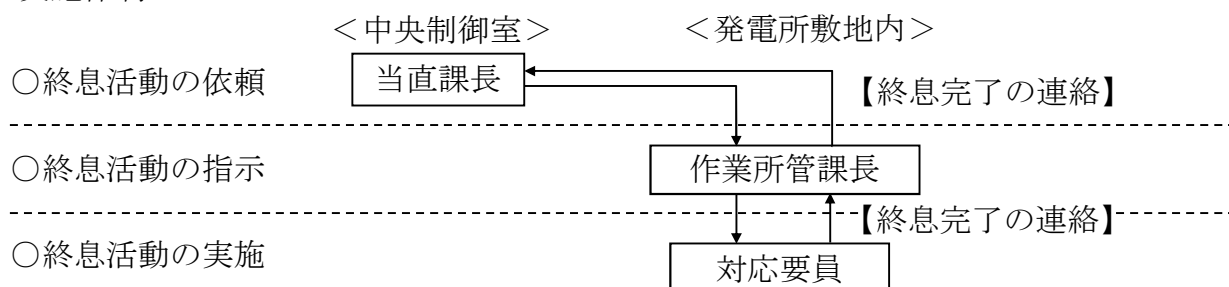 ＜中央制御室＞ ＜発電所敷地内＞
○終息活動の依頼 当直課長 【終息完了の連絡】
○終息活動の指示 作業所管課長
【終息完了の連絡】
○終息活動の実施 対応要員